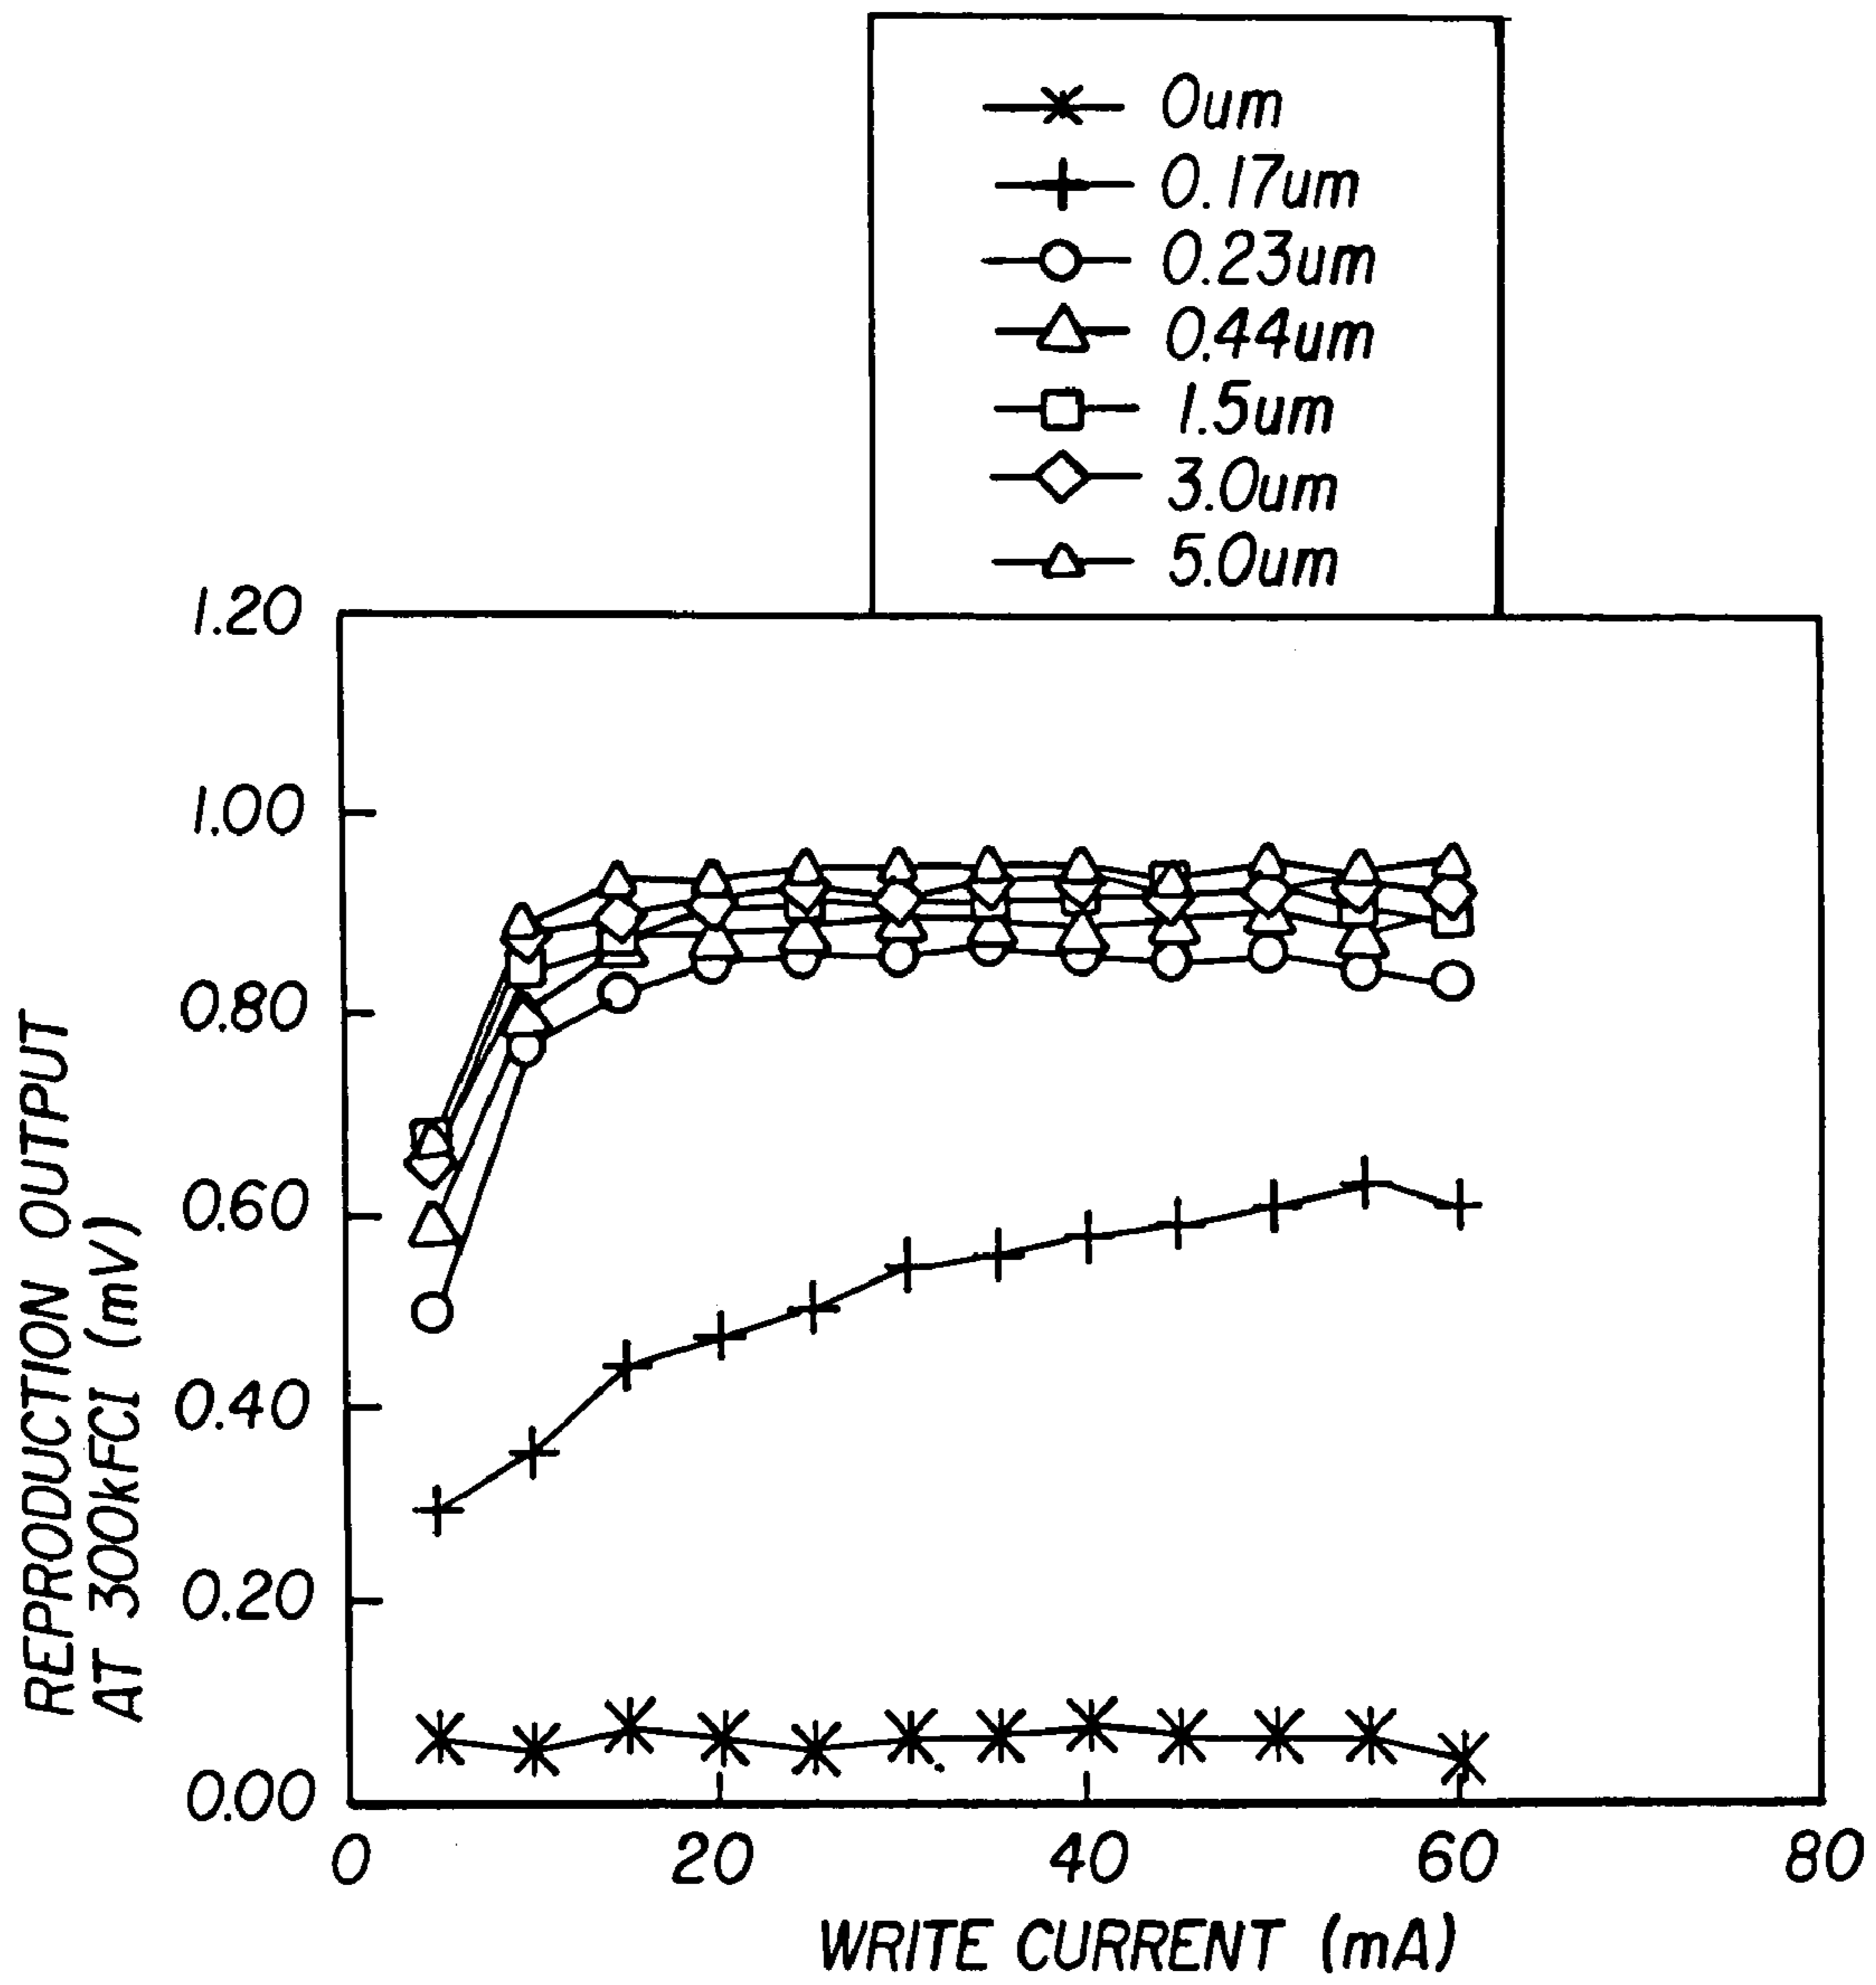 0um
0.17um
0.23um
0.44um
1.5um
3.0um
5.0um
1.20
1.00
0.80
0.60
0.40
0.20
0.00
REPRODUCTION OUTPUT
AT 300kFCI (mV)
0
20
40
60
80
WRITE CURRENT (mA)